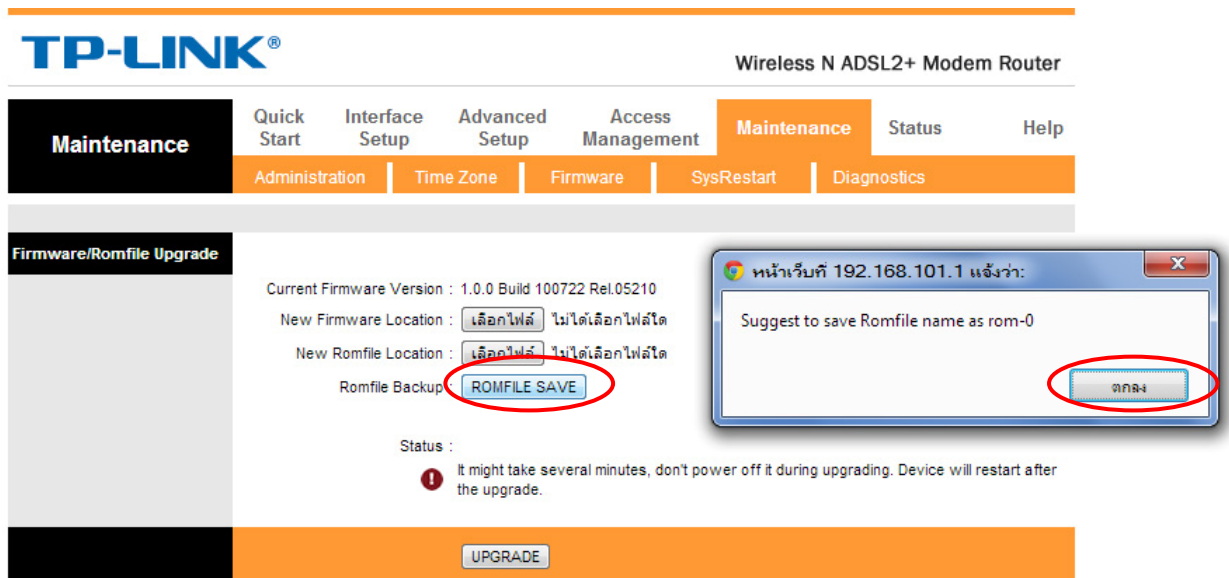 TP-LINK®
Wireless N ADSL2+ Modem Router
Maintenance
Quick Start
Interface Setup
Advanced Setup
Access Management
Maintenance
Status
Help
Administration
Time Zone
Firmware
SysRestart
Diagnostics
Firmware/Romfile Upgrade
Current Firmware Version : 1.0.0 Build 100722 Rel.05210
New Firmware Location : เลือกไฟล์ ไม่ได้เลือกไฟล์ใด
New Romfile Location : เลือกไฟล์ ไม่ได้เลือกไฟล์ใด
Romfile Backup : ROMFILE SAVE
Status :
It might take several minutes, don't power off it during upgrading. Device will restart after
the upgrade.
UPGRADE
หน้าเว็บที่ 192.168.101.1 แจ้งว่า:
Suggest to save Romfile name as rom-0
ตกลง